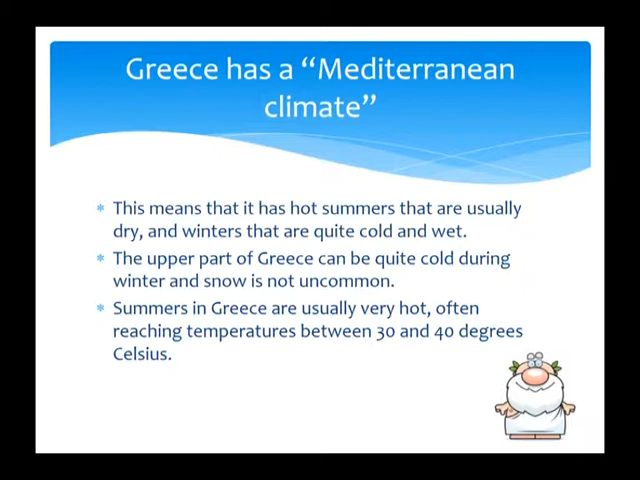 Greece has a “Mediterranean
climate”
* This means that it has hot summers that are usually
dry, and winters that are quite cold and wet.
* The upper part of Greece can be quite cold during
winter and snow is not uncommon.
* Summers in Greece are usually very hot, often
reaching temperatures between 30 and 40 degrees
Celsius.